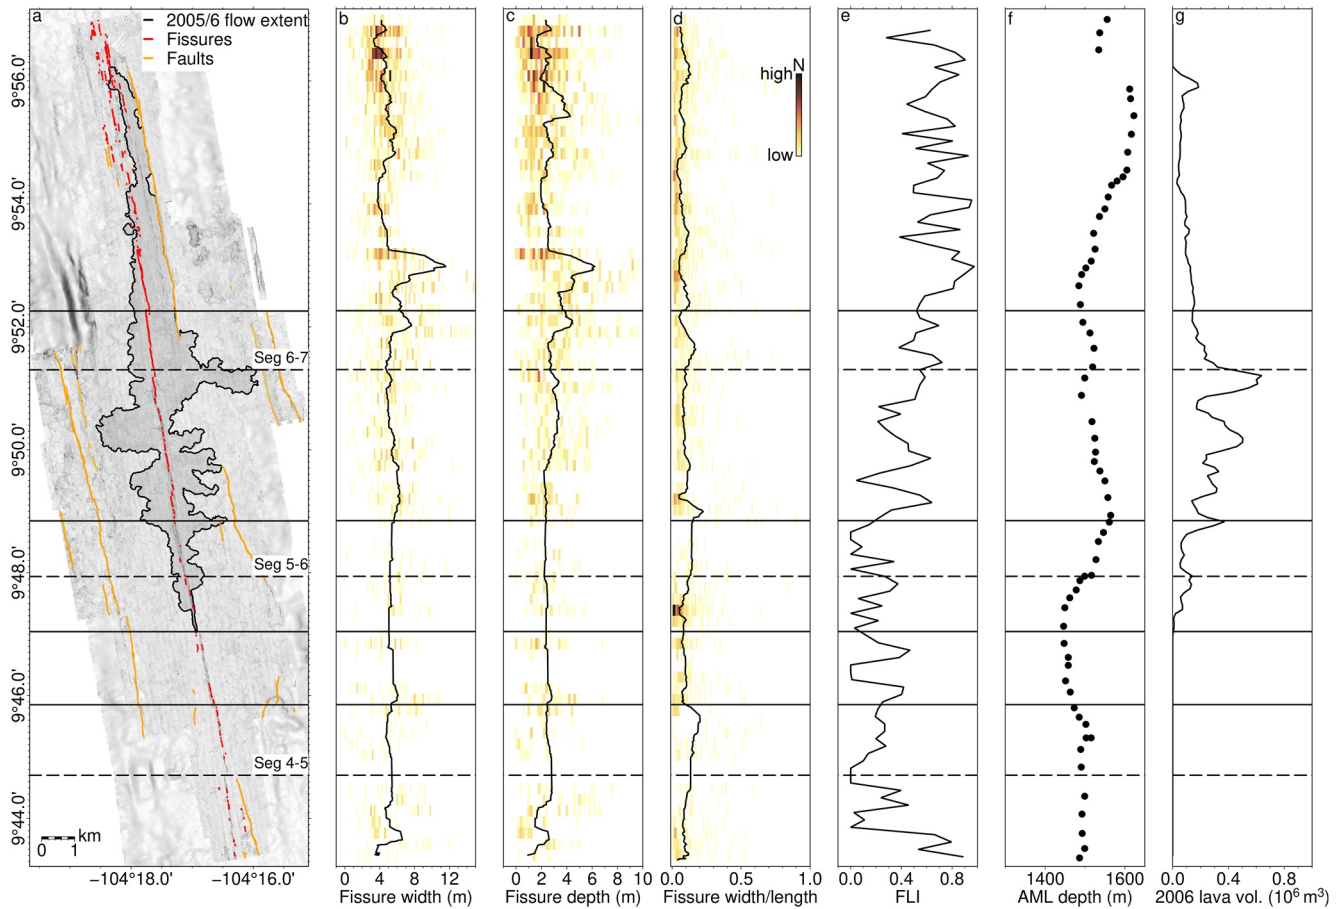 a
2005/6 flow extent
Fissures
Faults
9°56.0'
9°54.0'
9°52.0'
9°50.0'
9°48.0'
9°46.0'
9°44.0'
Seg 6-7
Seg 5-6
Seg 4-5
km
0 1
−104°18.0' −104°16.0'
b
0 4 8 12
Fissure width (m)
c
0 2 4 6 8 10
Fissure depth (m)
d
N
high
low
0.0 0.5 1.0
Fissure width/length
e
0.0 0.4 0.8
FLI
f
1400 1500 1600
AML depth (m)
g
0.0 0.4 0.8
2006 lava vol. (10⁶ m³)